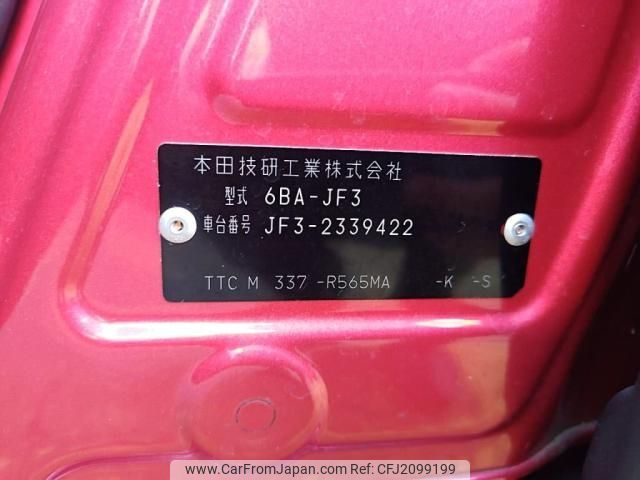 本田技研工業株式会社
型式 6BA-JF3
車台番号 JF3-2339422
TTC M 337 -R565MA -K -S
www.CarFromJapan.com | Ref: CFJ2099199